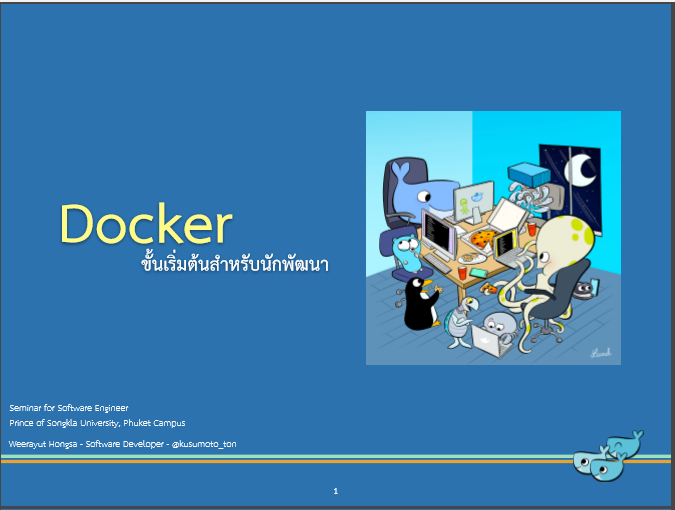 Docker
ขั้นเริ่มต้นสำหรับนักพัฒนา
Seminar for Software Engineer
Prince of Songkla University, Phuket Campus
Weerayut Hongsa - Software Developer - @kusumoto_ton
1